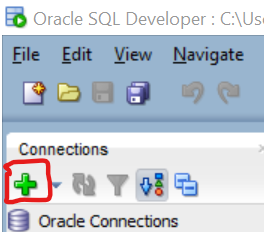 Oracle SQL Developer : C:\Use
File Edit View Navigate
Connections
Oracle Connections